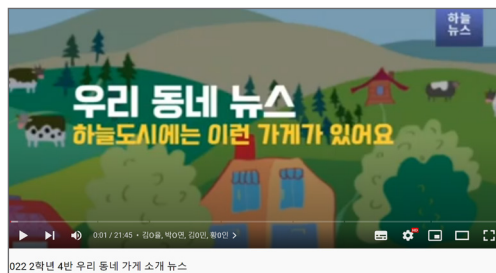 하늘
뉴스
우리 동네 뉴스
하늘도시에는 이런 가게가 있어요
0:01 / 21:45 • 김O율, 박O연, 김O민, 황O인 >
022 2학년 4반 우리 동네 가게 소개 뉴스